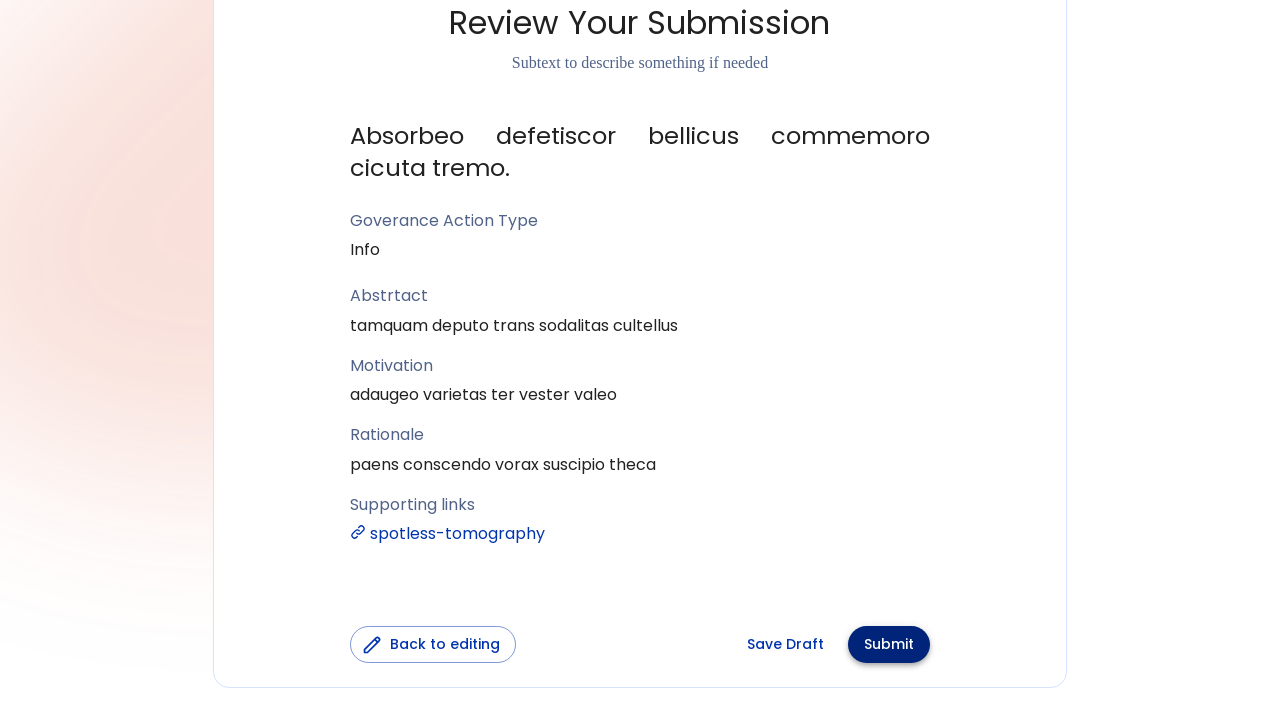 Review Your Submission
Subtext to describe something if needed
Absorbeo defetiscor bellicus commemoro
cicuta tremo.
Goverance Action Type
Info
Abstrtact
tamquam deputo trans sodalitas cultellus
Motivation
adaugeo varietas ter vester valeo
Rationale
paens conscendo vorax suscipio theca
Supporting links
spotless-tomography
Back to editing
Save Draft
Submit